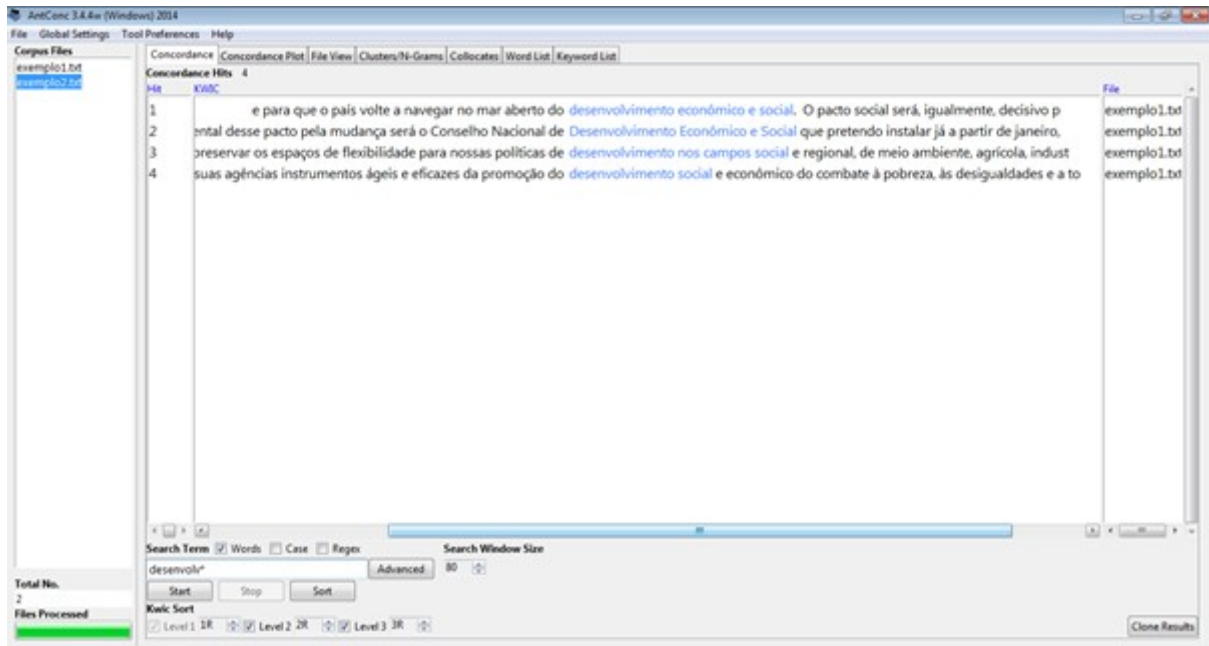 AntConc 3.4.4w (Windows) 2014
File Global Settings Tool Preferences Help
Corpus Files
exemplo1.txt
exemplo2.txt
Concordance Concordance Plot File View Clusters/N-Grams Collocates Word List Keyword List
Concordance Hits 4
Hit KWIC File
1 e para que o país volte a navegar no mar aberto do desenvolvimento econômico e social. O pacto social será, igualmente, decisivo p exemplo1.txt
2 ental desse pacto pela mudança será o Conselho Nacional de Desenvolvimento Econômico e Social que pretendo instalar já a partir de janeiro, exemplo1.txt
3 preservar os espaços de flexibilidade para nossas políticas de desenvolvimento nos campos social e regional, de meio ambiente, agrícola, indust exemplo1.txt
4 suas agências instrumentos ágeis e eficazes da promoção do desenvolvimento social e econômico do combate à pobreza, às desigualdades e a to exemplo1.txt
Search Term Words Case Regex Search Window Size
desenvolv* Advanced 80
Start Stop Sort
Total No.
2
Files Processed
Kwic Sort
Level 1 1R Level 2 2R Level 3 3R
Clone Results